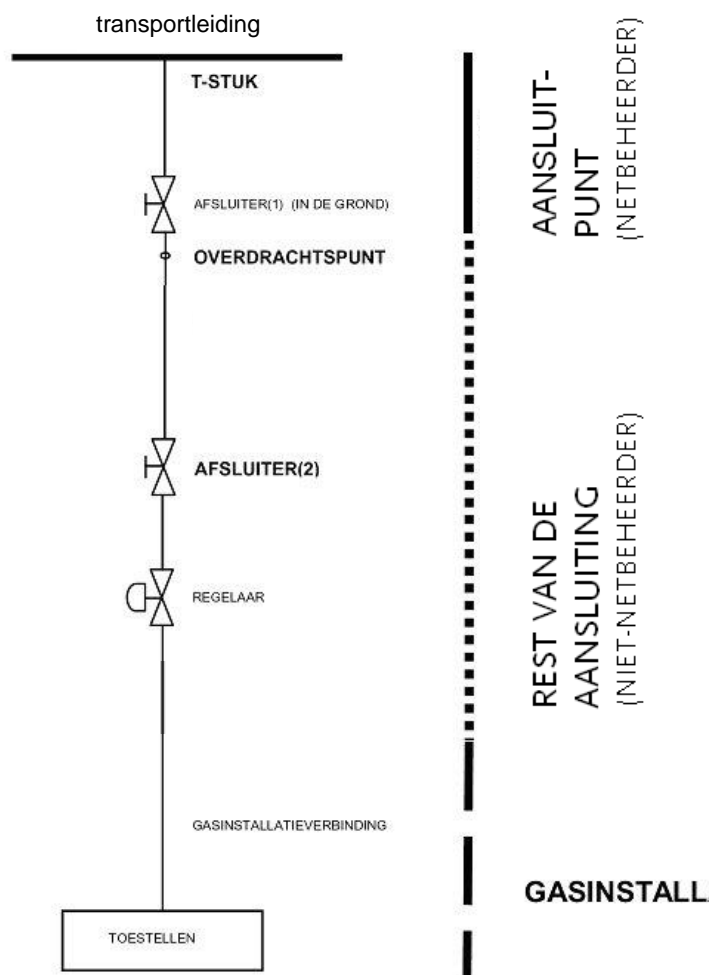 transportleiding
T-STUK
AFSLUITER(1) (IN DE GROND)
OVERDRACHTSPUNT
AFSLUITER(2)
REGELAAR
GASINSTALLATIEVERBINDING
TOESTELLEN
AANSLUIT-
PUNT
(NETBEHEERDER)
REST VAN DE
AANSLUITING
(NIET-NETBEHEERDER)
GASINSTALL